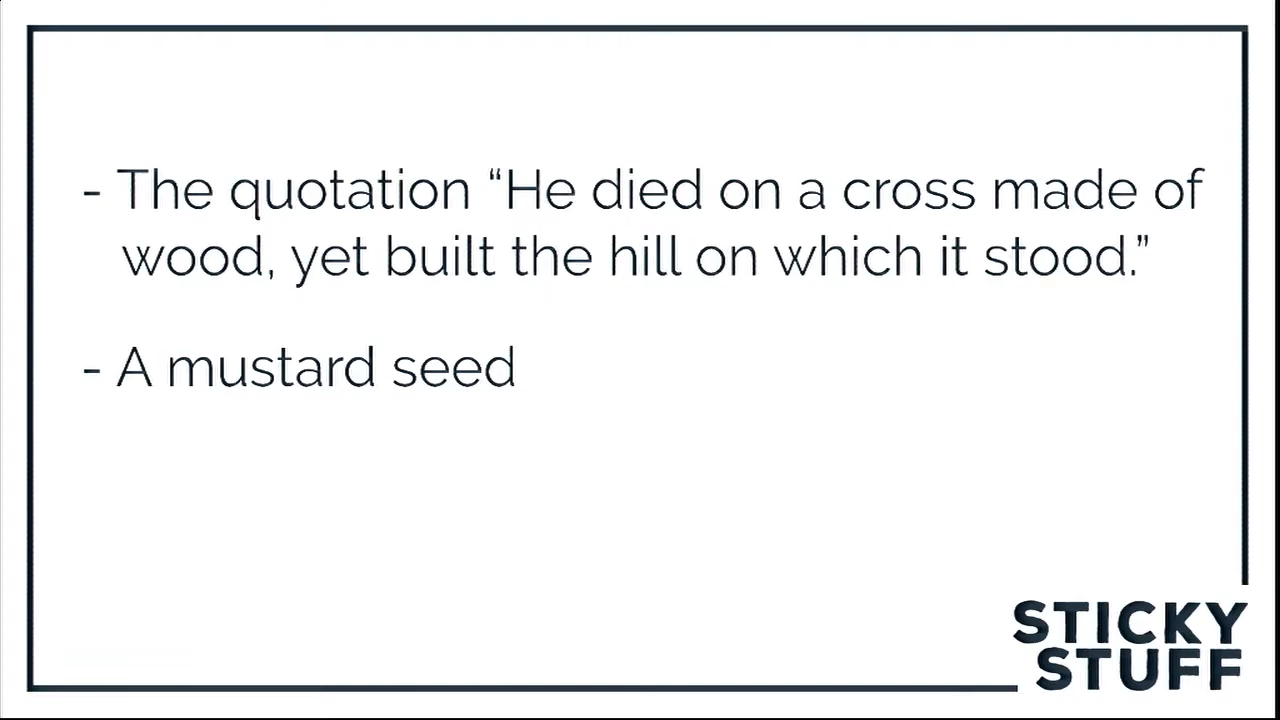 - The quotation “He died on a cross made of
wood, yet built the hill on which it stood.”
- A mustard seed
STICKY
STUFF